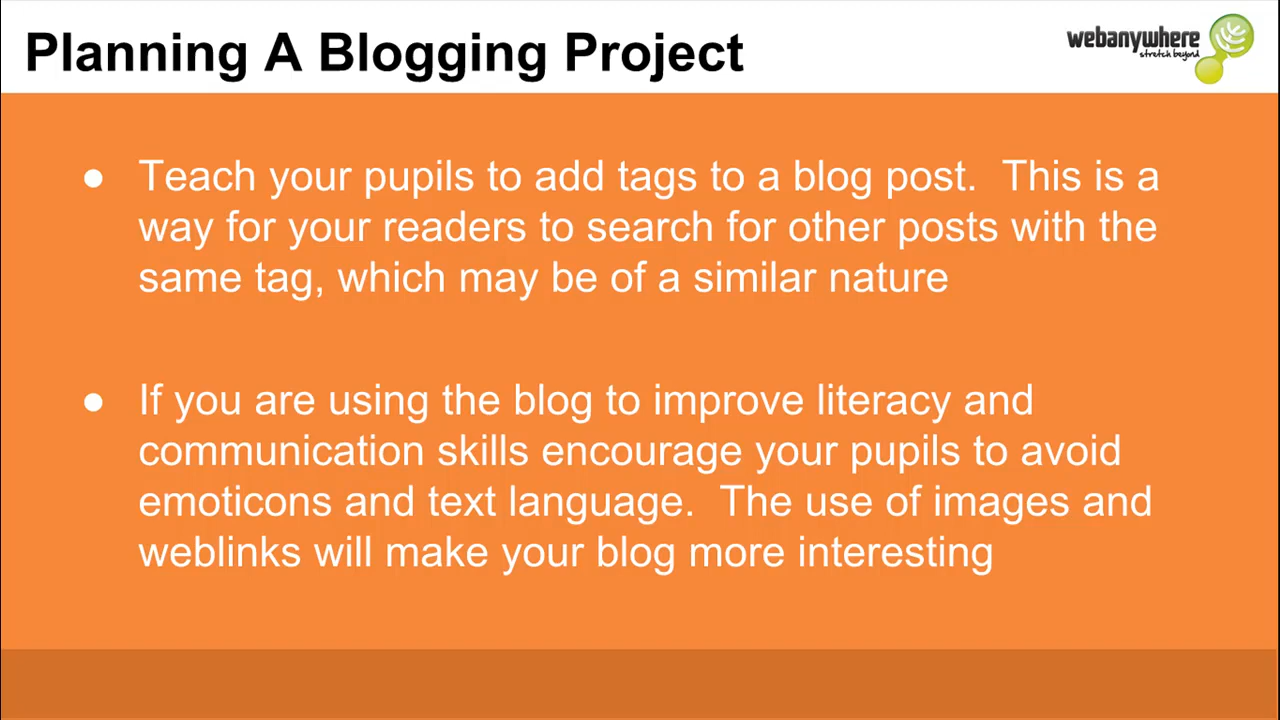 Planning A Blogging Project
webanywhere
stretch beyond
● Teach your pupils to add tags to a blog post.  This is a
way for your readers to search for other posts with the
same tag, which may be of a similar nature
● If you are using the blog to improve literacy and
communication skills encourage your pupils to avoid
emoticons and text language.  The use of images and
weblinks will make your blog more interesting